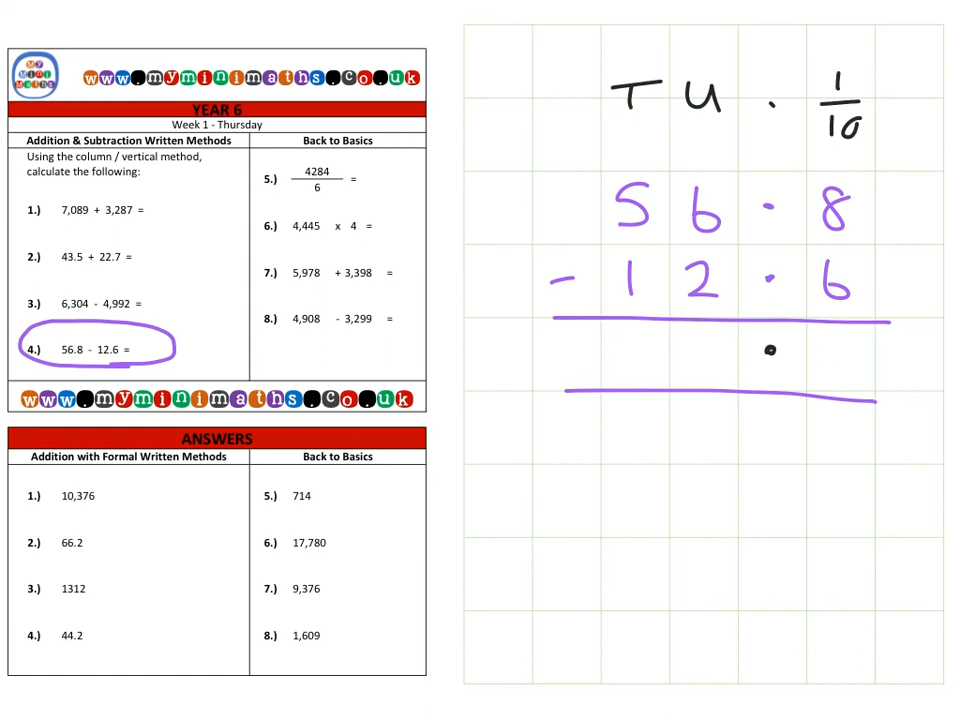 My
Mini
Maths
www.myminimaths.co.uk
YEAR 6
Week 1 - Thursday
Addition & Subtraction Written Methods
Using the column / vertical method,
calculate the following:
1.) 7,089 + 3,287 =
2.) 43.5 + 22.7 =
3.) 6,304 - 4,992 =
4.) 56.8 - 12.6 =
Back to Basics
5.) 4284
6 =
6.) 4,445 x 4 =
7.) 5,978 + 3,398 =
8.) 4,908 - 3,299 =
www.myminimaths.co.uk
ANSWERS
Addition with Formal Written Methods
1.) 10,376
2.) 66.2
3.) 1312
4.) 44.2
Back to Basics
5.) 714
6.) 17,780
7.) 9,376
8.) 1,609
T U . 1
10
56.8
- 12.6
.